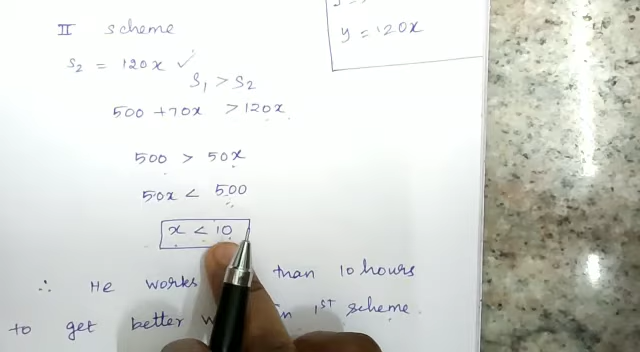 II scheme
y = 120x
S₂ = 120x ✓
S₁ > S₂
500 + 70x > 120x
500 > 50x
50x < 500
x < 10
∴ He works than 10 hours
to get better 1ST scheme.